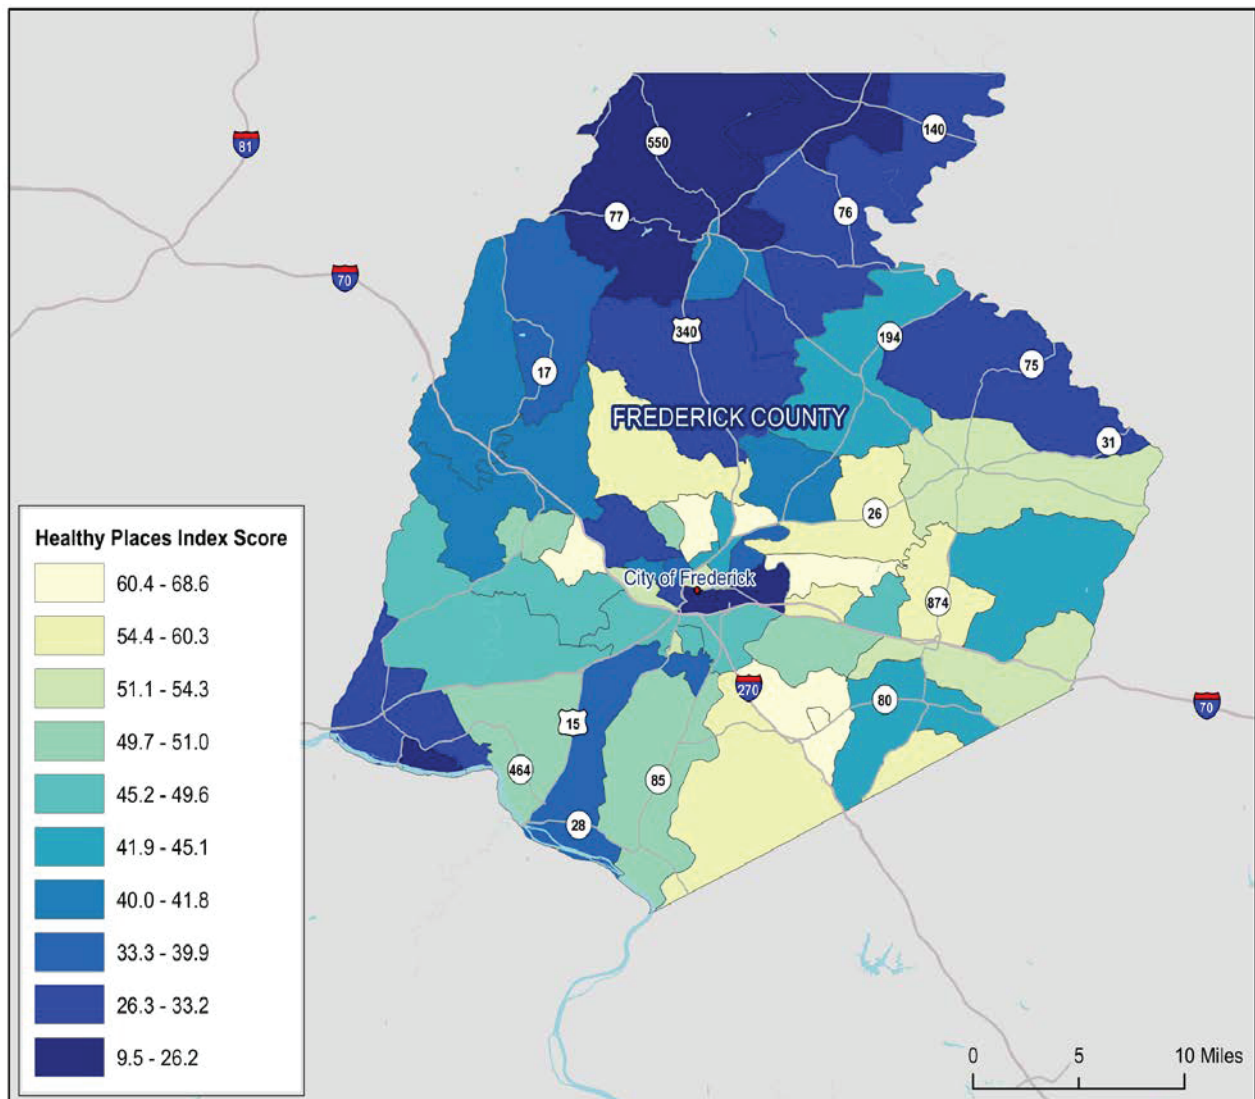 81
550
140
77
76
70
340
194
75
17
FREDERICK COUNTY
31
26
Healthy Places Index Score
60.4 - 68.6
54.4 - 60.3
51.1 - 54.3
49.7 - 51.0
45.2 - 49.6
41.9 - 45.1
40.0 - 41.8
33.3 - 39.9
26.3 - 33.2
9.5 - 26.2
City of Frederick
874
270
80
70
15
464
85
28
0 5 10 Miles